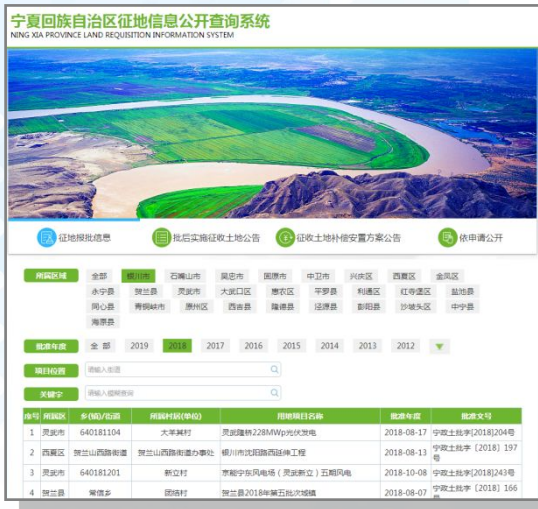 宁夏回族自治区征地信息公开查询系统
NING XIA PROVINCE LAND REQUISITION INFORMATION SYSTEM
征地报批信息 批后实施征收土地公告 征收土地补偿安置方案公告 依申请公开
所属区域 全部 银川市 石嘴山市 吴忠市 固原市 中卫市 兴庆区 西夏区 金凤区
永宁县 贺兰县 灵武市 大武口区 惠农区 平罗县 利通区 红寺堡区 盐池县
同心县 青铜峡市 原州区 西吉县 隆德县 泾源县 彭阳县 沙坡头区 中宁县
海原县
批准年度 全部 2019 2018 2017 2016 2015 2014 2013 2012
项目位置 请输入街道
关键字 请输入模糊查询
序号 所属区 乡(镇)/街道 所属村居(单位) 用地项目名称 批准年度 批准文号
1 灵武市 640181104 大羊其村 灵武隆桥228MWp光伏发电 2018-08-17 宁政土批字[2018]204号
2 西夏区 贺兰山西路街道 贺兰山西路街道办事处 银川市沈阳路西延伸工程 2018-08-13 宁政土批字〔2018〕197
号
3 灵武市 640181201 新立村 京能宁东风电场（灵武新立）五期风电 2018-10-08 宁政土批字[2018]243号
4 贺兰县 常信乡 团结村 贺兰县2018年第五批次城镇 2018-08-07 宁政土批字〔2018〕166